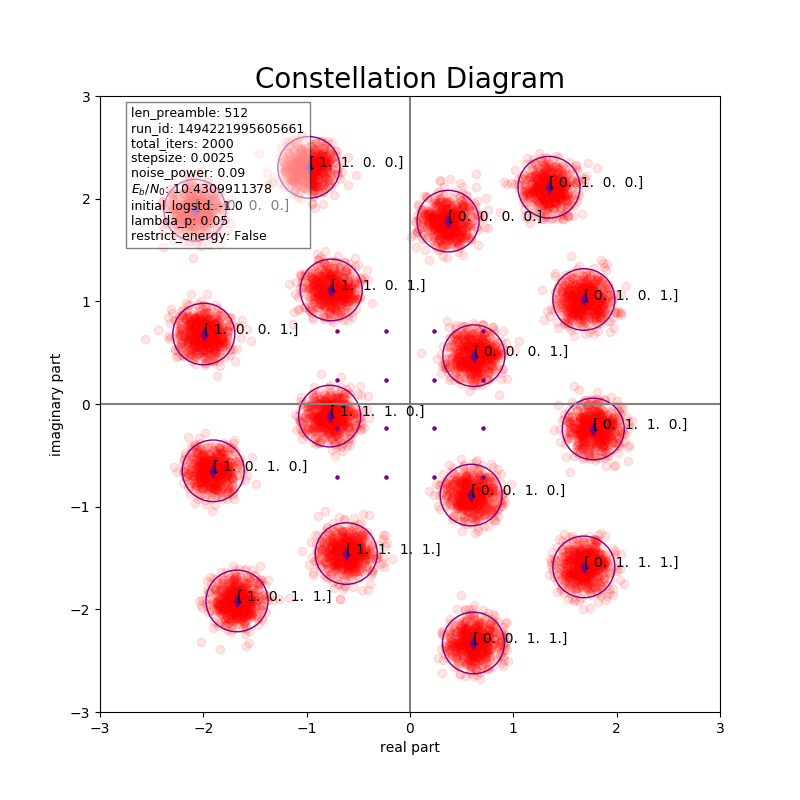 Constellation Diagram
len_preamble: 512
run_id: 1494221995605661
total_iters: 2000
stepsize: 0.0025
noise_power: 0.09
E_b/N_0: 10.4309911378
initial_logstd: -1.0
lambda_p: 0.05
restrict_energy: False
[ 1. 1. 0. 0.]
[ 0. 1. 0. 0.]
0. 0. 0.]
[ 0. 0. 0. 0.]
[ 1. 1. 0. 1.]
[ 0. 1. 0. 1.]
[ 1. 0. 0. 1.]
[ 0. 0. 0. 1.]
[ 1. 1. 1. 0.]
[ 0. 1. 1. 0.]
[ 1. 0. 1. 0.]
[ 0. 0. 1. 0.]
[ 1. 1. 1. 1.]
[ 0. 1. 1. 1.]
[ 1. 0. 1. 1.]
[ 0. 0. 1. 1.]
3
2
1
0
−1
−2
−3
imaginary part
−3 −2 −1 0 1 2 3
real part